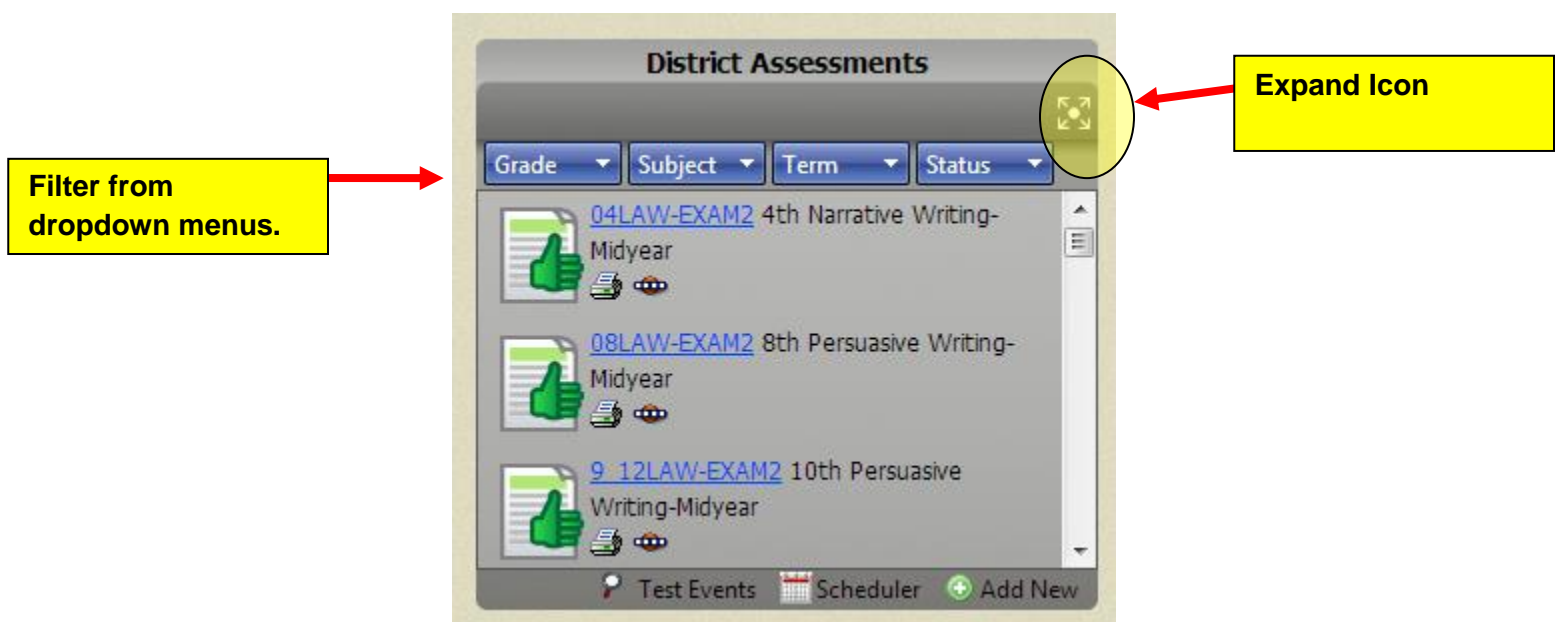 District Assessments
Expand Icon
Filter from
dropdown menus.
Grade Subject Term Status
04LAW-EXAM2 4th Narrative Writing-
Midyear
08LAW-EXAM2 8th Persuasive Writing-
Midyear
9_12LAW-EXAM2 10th Persuasive
Writing-Midyear
Test Events Scheduler Add New